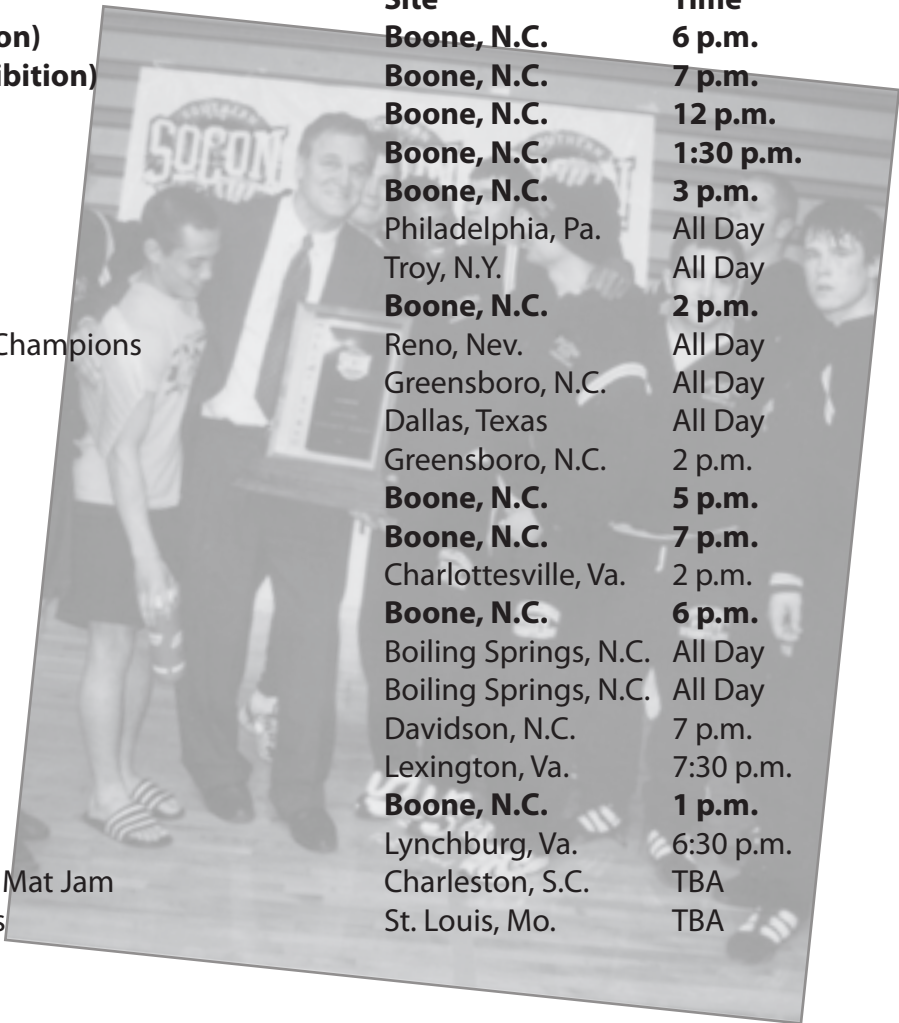 Site Time
on) Boone, N.C. 6 p.m.
ibition) Boone, N.C. 7 p.m.
Boone, N.C. 12 p.m.
Boone, N.C. 1:30 p.m.
Boone, N.C. 3 p.m.
Philadelphia, Pa. All Day
Troy, N.Y. All Day
Boone, N.C. 2 p.m.
Champions Reno, Nev. All Day
Greensboro, N.C. All Day
Dallas, Texas All Day
Greensboro, N.C. 2 p.m.
Boone, N.C. 5 p.m.
Boone, N.C. 7 p.m.
Charlottesville, Va. 2 p.m.
Boone, N.C. 6 p.m.
Boiling Springs, N.C. All Day
Boiling Springs, N.C. All Day
Davidson, N.C. 7 p.m.
Lexington, Va. 7:30 p.m.
Boone, N.C. 1 p.m.
Lynchburg, Va. 6:30 p.m.
Mat Jam Charleston, S.C. TBA
s St. Louis, Mo. TBA
SOCON